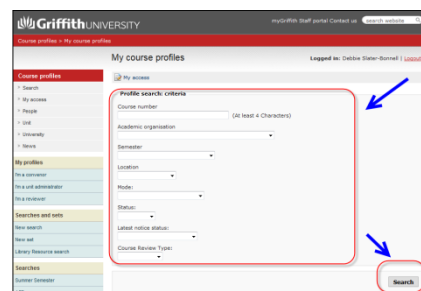 Griffith UNIVERSITY
myGriffith Staff portal Contact us search website
Course profiles > My course profiles
My course profiles
Logged in: Debbie Slater-Bonnell | Logout
Course profiles
Search
My access
People
Unit
University
News
My profiles
I'm a convenor
I'm a unit administrator
I'm a reviewer
Searches and sets
New search
New set
Library Resource search
Searches
Summer Semester
My access
Profile search: criteria
Course number
(At least 4 Characters)
Academic organisation
Semester
Location
Mode:
Status:
Latest notice status:
Course Review Type:
Search